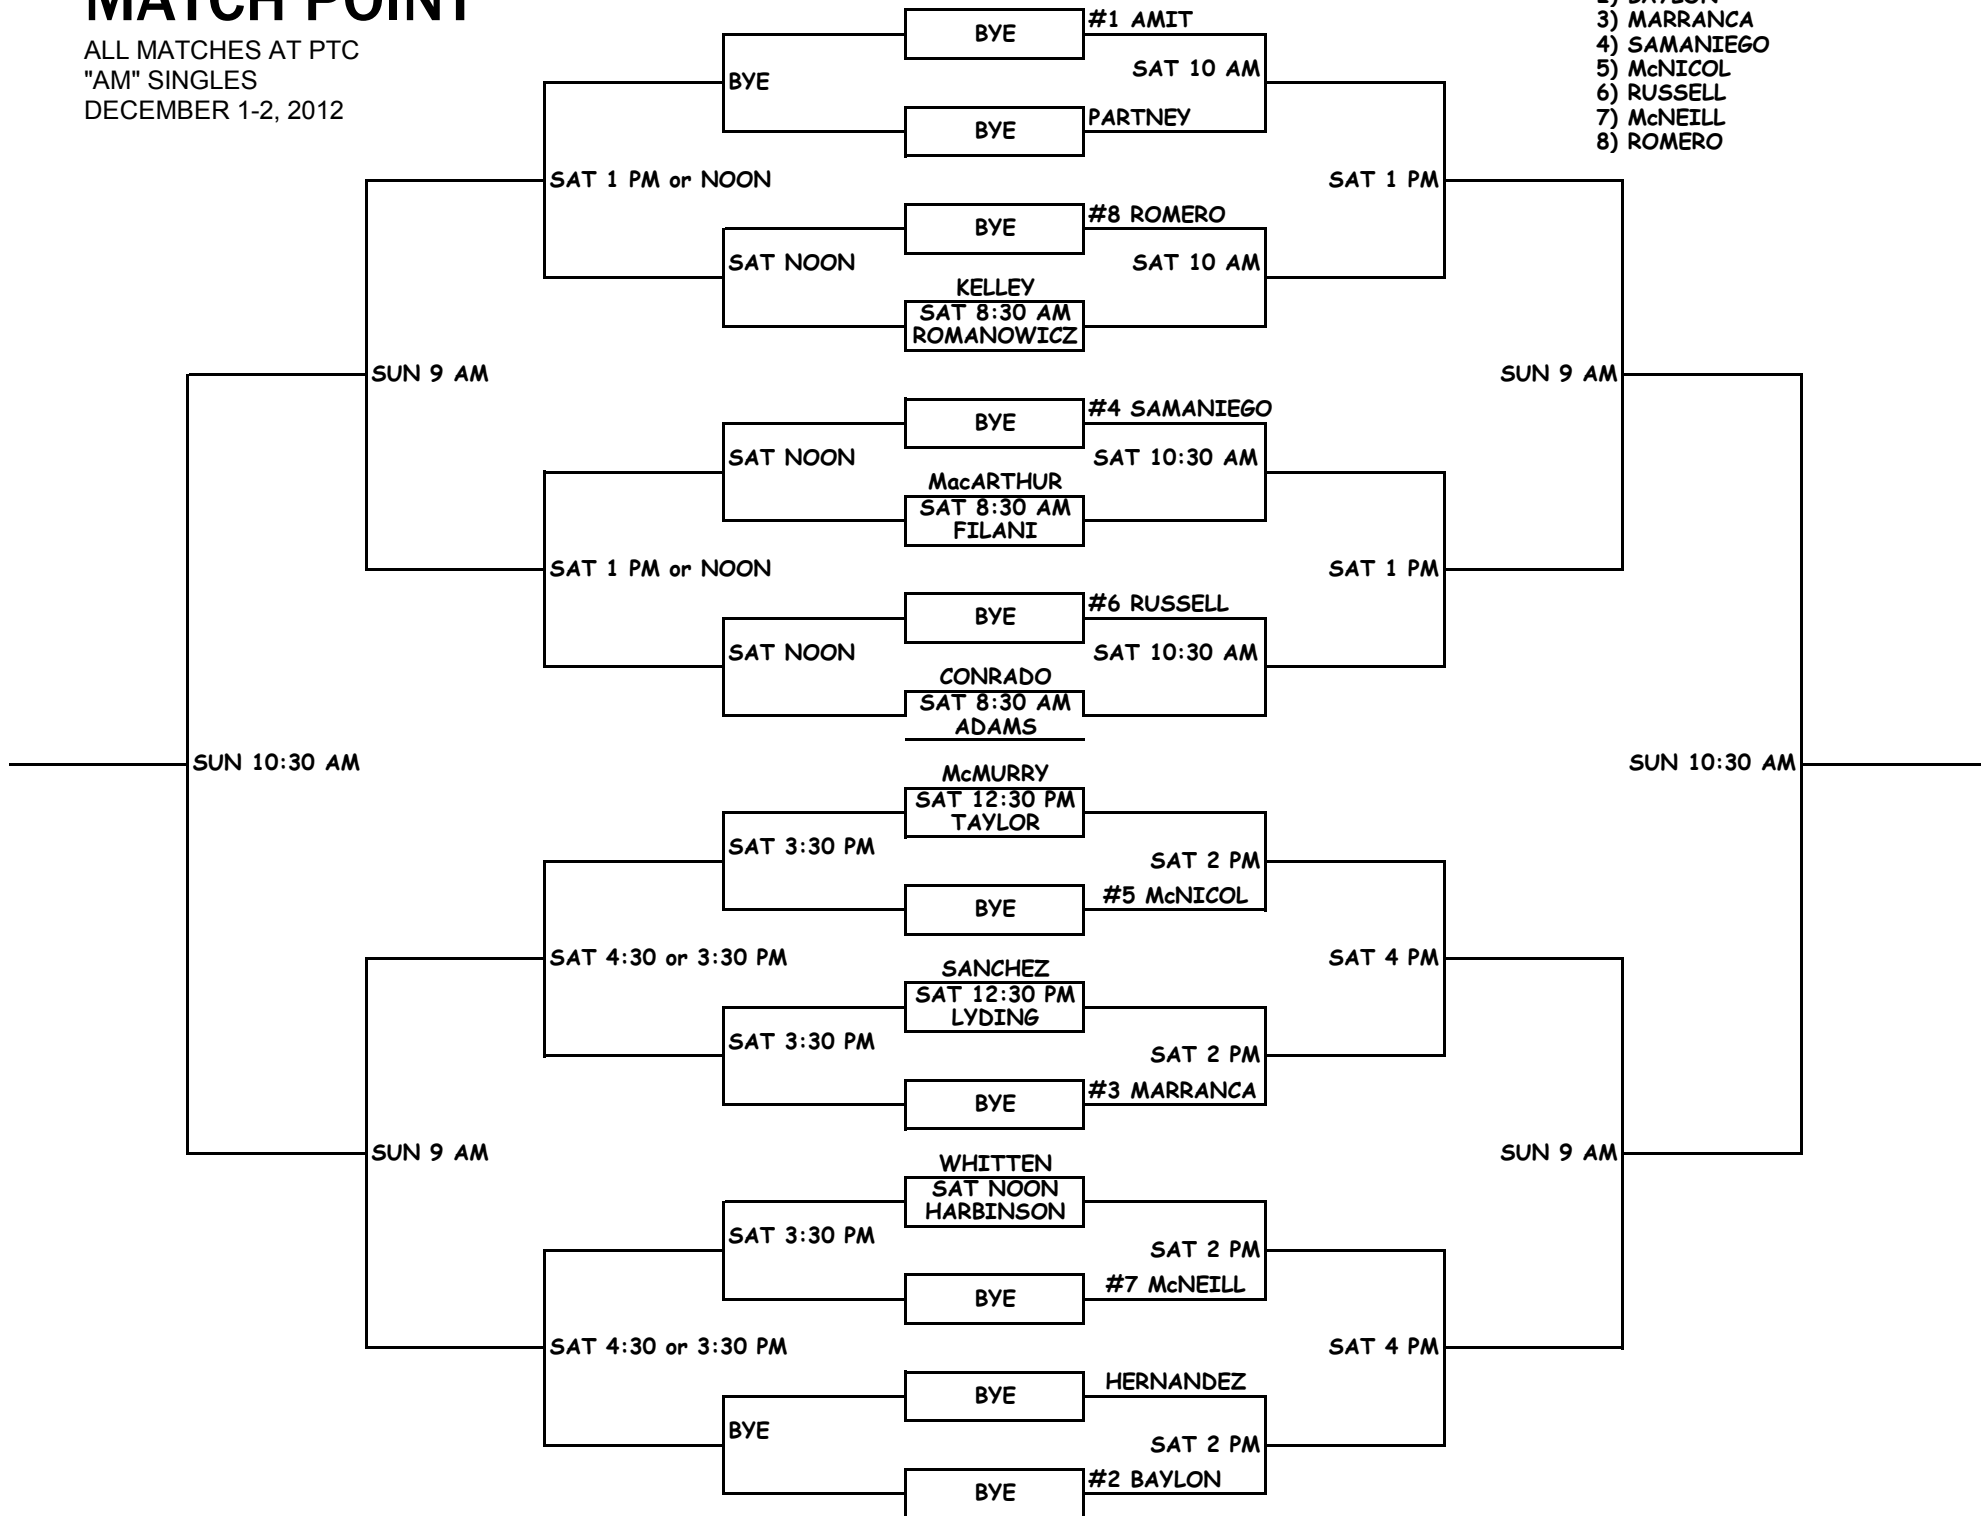 MATCH POINT
ALL MATCHES AT PTC
"AM" SINGLES
DECEMBER 1-2, 2012
2) BAYLON
3) MARRANCA
4) SAMANIEGO
5) McNICOL
6) RUSSELL
7) McNEILL
8) ROMERO
BYE
#1 AMIT
SAT 10 AM
BYE
BYE
PARTNEY
SAT 1 PM or NOON
SAT 1 PM
BYE
#8 ROMERO
SAT NOON
SAT 10 AM
KELLEY
SAT 8:30 AM
ROMANOWICZ
SUN 9 AM
SUN 9 AM
BYE
#4 SAMANIEGO
SAT NOON
SAT 10:30 AM
MacARTHUR
SAT 8:30 AM
FILANI
SAT 1 PM or NOON
SAT 1 PM
BYE
#6 RUSSELL
SAT NOON
SAT 10:30 AM
CONRADO
SAT 8:30 AM
ADAMS
SUN 10:30 AM
SUN 10:30 AM
McMURRY
SAT 12:30 PM
TAYLOR
SAT 3:30 PM
SAT 2 PM
BYE
#5 McNICOL
SAT 4:30 or 3:30 PM
SAT 4 PM
SANCHEZ
SAT 12:30 PM
LYDING
SAT 3:30 PM
SAT 2 PM
BYE
#3 MARRANCA
SUN 9 AM
SUN 9 AM
WHITTEN
SAT NOON
HARBINSON
SAT 3:30 PM
SAT 2 PM
BYE
#7 McNEILL
SAT 4:30 or 3:30 PM
SAT 4 PM
BYE
HERNANDEZ
BYE
SAT 2 PM
BYE
#2 BAYLON